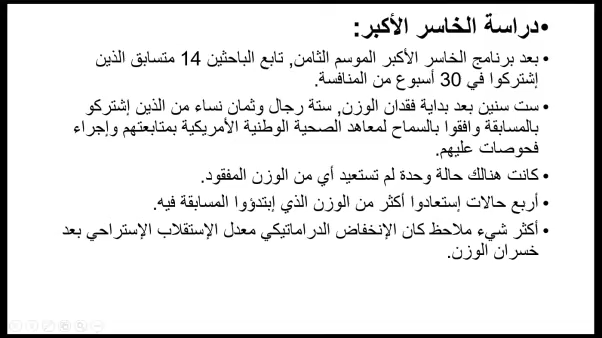 •دراسة الخاسر الأكبر:
• بعد برنامج الخاسر الأكبر الموسم الثامن, تابع الباحثين 14 متسابق الذين
إشتركوا في 30 أسبوع من المنافسة.
• ست سنين بعد بداية فقدان الوزن, ستة رجال وثمان نساء من الذين إشتركو
بالمسابقة وافقوا بالسماح لمعاهد الصحية الوطنية الأمريكية بمتابعتهم وإجراء
فحوصات عليهم.
• كانت هنالك حالة وحدة لم تستعيد أي من الوزن المفقود.
• أربع حالات إستعادوا أكثر من الوزن الذي إبتدؤوا المسابقة فيه.
• أكثر شيء ملاحظ كان الإنخفاض الدراماتيكي معدل الإستقلاب الإستراحي بعد
خسران الوزن.